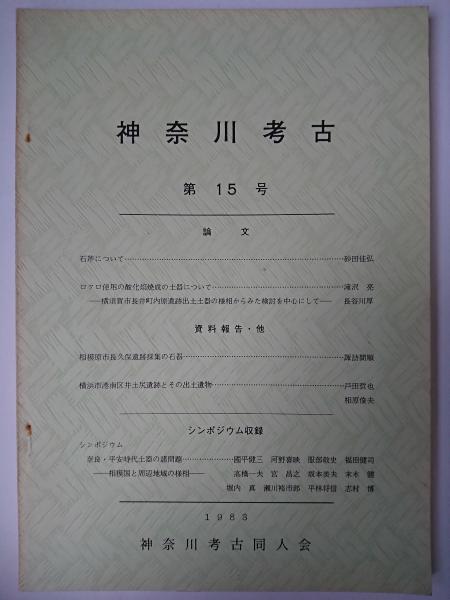 神奈川考古
第 15 号
論 文
石斧について……………………………………………砂田佳弘
ロクロ使用の酸化焰焼成の土器について………………滝沢 亮
――横須賀市長井町内原遺跡出土土器の様相からみた検討を中心にして―― 長谷川厚
資料報告・他
相模原市長久保遺跡採集の石器…………………………諏訪間順
横浜市港南区井土尻遺跡とその出土遺物………………戸田哲也
相原俊夫
シンポジウム収録
シンポジウム
奈良・平安時代土器の諸問題………………國平健三 河野喜映 服部敬史 福田健司
――相模国と周辺地域の様相―― 高橋一夫 宮 昌之 坂本美夫 末木 健
堀内 真 瀬川裕市郎 平林将信 志村 博
1983
神奈川考古同人会